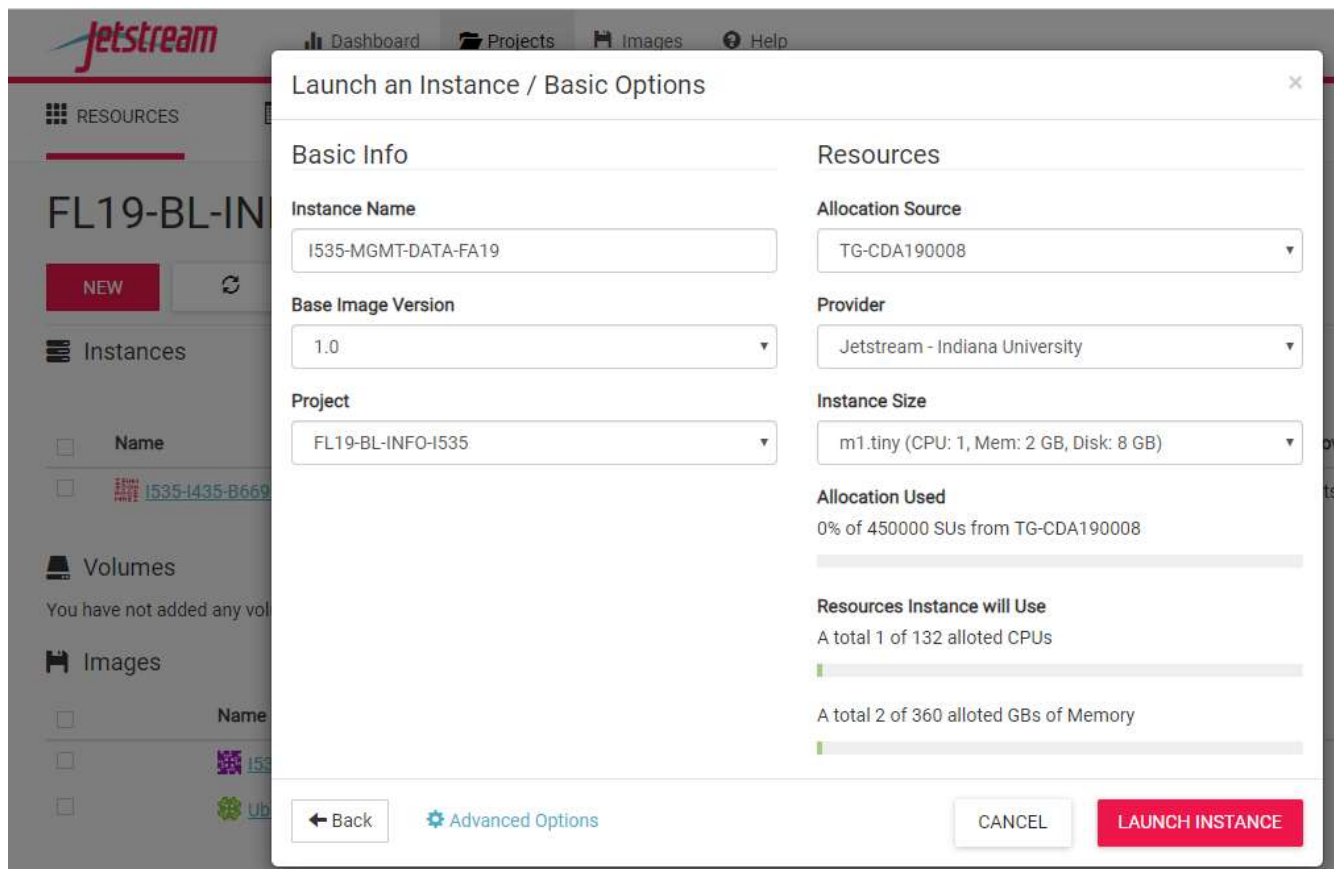 Jetstream
Dashboard Projects Images Help
Launch an Instance / Basic Options ×
RESOURCES
FL19-BL-IN
NEW
Instances
Name
I535-I435-B669
Volumes
You have not added any vol
Images
Name
I53
Ub
Basic Info
Instance Name
I535-MGMT-DATA-FA19
Base Image Version
1.0
Project
FL19-BL-INFO-I535
Resources
Allocation Source
TG-CDA190008
Provider
Jetstream - Indiana University
Instance Size
m1.tiny (CPU: 1, Mem: 2 GB, Disk: 8 GB)
Allocation Used
0% of 450000 SUs from TG-CDA190008
Resources Instance will Use
A total 1 of 132 alloted CPUs
A total 2 of 360 alloted GBs of Memory
Back
Advanced Options
CANCEL
LAUNCH INSTANCE